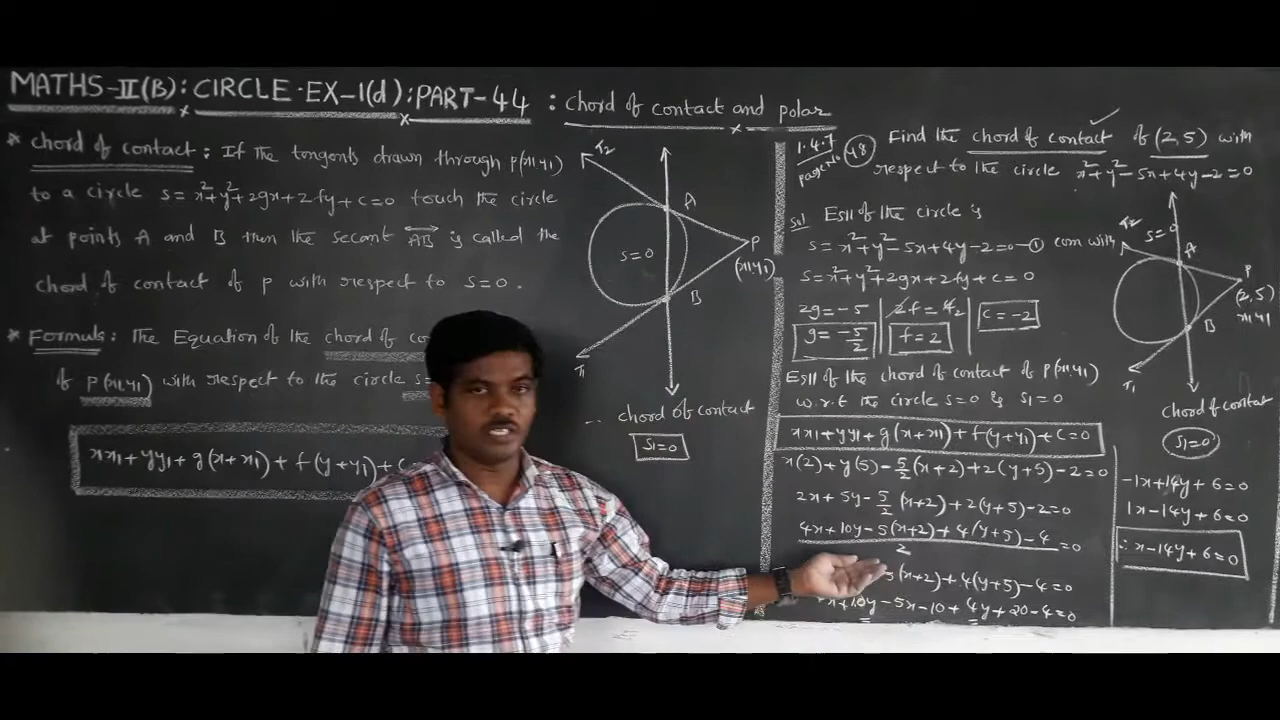 MATHS-II(B): CIRCLE. EX-1(d): PART-44 : Chord of contact and polar
* chord of contact: If the tangents drawn through P(x1,y1)
to a circle s=x²+y²+2gx+2fy+c=0 touch the circle
at points A and B then the secant AB is called the
chord of contact of P with respect to s=0.
* Formula: The Equation of the chord of co
of P(x1,y1) with respect to the circle s=
xx1+yy1+g(x+x1)+f(y+y1)+c
T2
A
s=0
P
(x1,y1)
B
T1
chord of contact
S1=0
48 Find the chord of contact of (2,5) with
respect to the circle x²+y²-5x+4y-2=0
Sol Eqn of the circle is
s=x²+y²-5x+4y-2=0-① com with
s=x²+y²+2gx+2fy+c=0
2g=-5 2f=4 2 c=-2
g=-5/2 f=2
Eqn of the chord of contact of P(x1,y1)
w.r.t the circle s=0 is s1=0
xx1+yy1+g(x+x1)+f(y+y1)+c=0
x(2)+y(5)-5/2(x+2)+2(y+5)-2=0
2x+5y-5/2(x+2)+2(y+5)-2=0
4x+10y-5(x+2)+4(y+5)-4
2
=0
5(x+2)+4(y+5)-4=0
x+10y-5x-10+4y+20-4=0
T2
s=0
A
P
(2,5)
x1 y1
B
T1
chord of contact
S1=0
-1x+14y+6=0
1x-14y+6=0
∴ x-14y+6=0